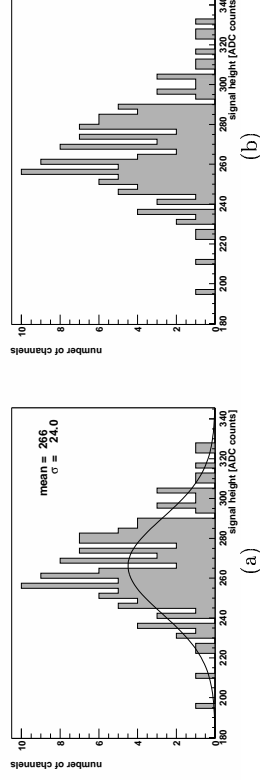 number of channels
10
8
6
4
2
0
mean = 266
σ = 24.0
180 200 220 240 260 280 300 320 340
signal height [ADC counts]
(a)
number of channels
10
8
6
4
2
0
180 200 220 240 260 280 300 320 340
signal height [ADC counts]
(b)